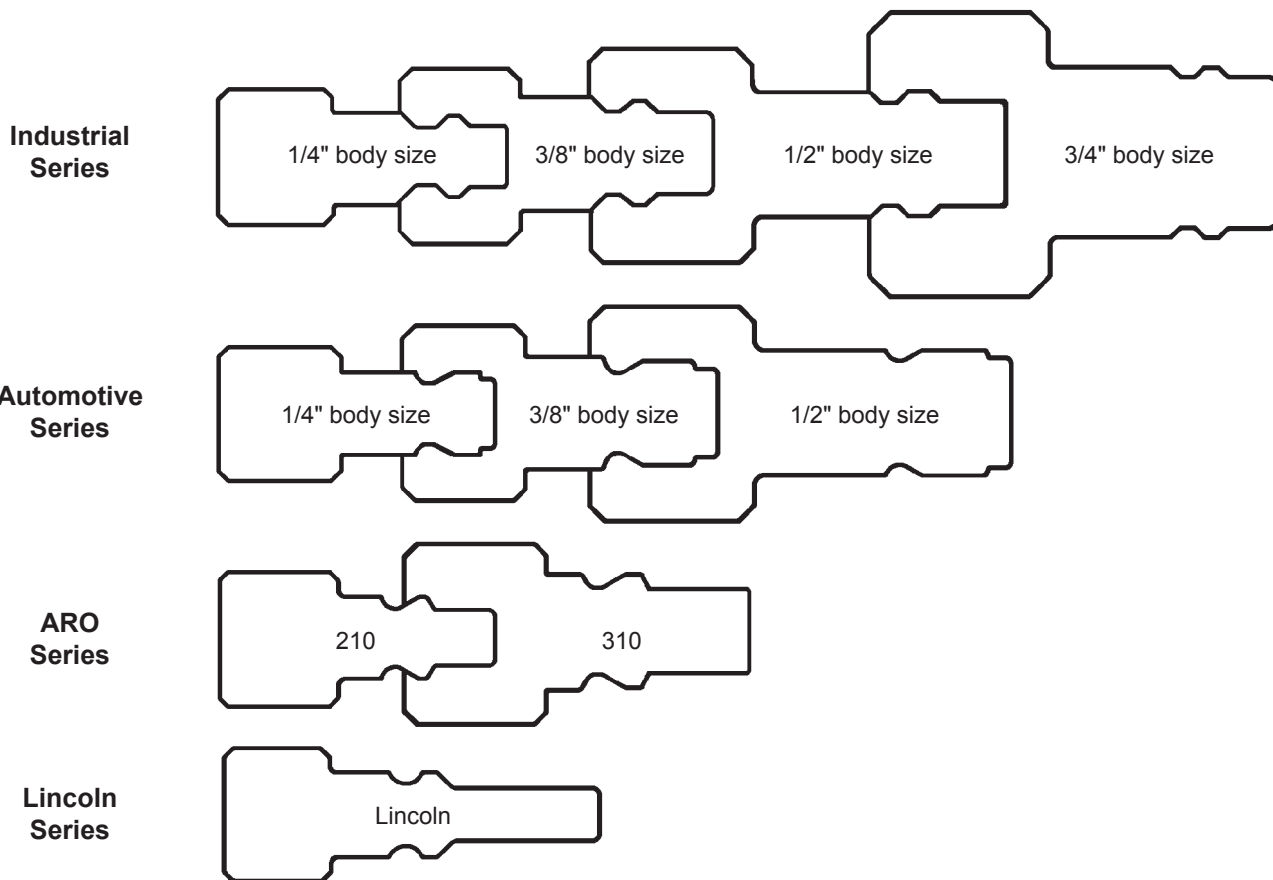 Industrial
Series
1/4" body size
3/8" body size
1/2" body size
3/4" body size
Automotive
Series
1/4" body size
3/8" body size
1/2" body size
ARO
Series
210
310
Lincoln
Series
Lincoln